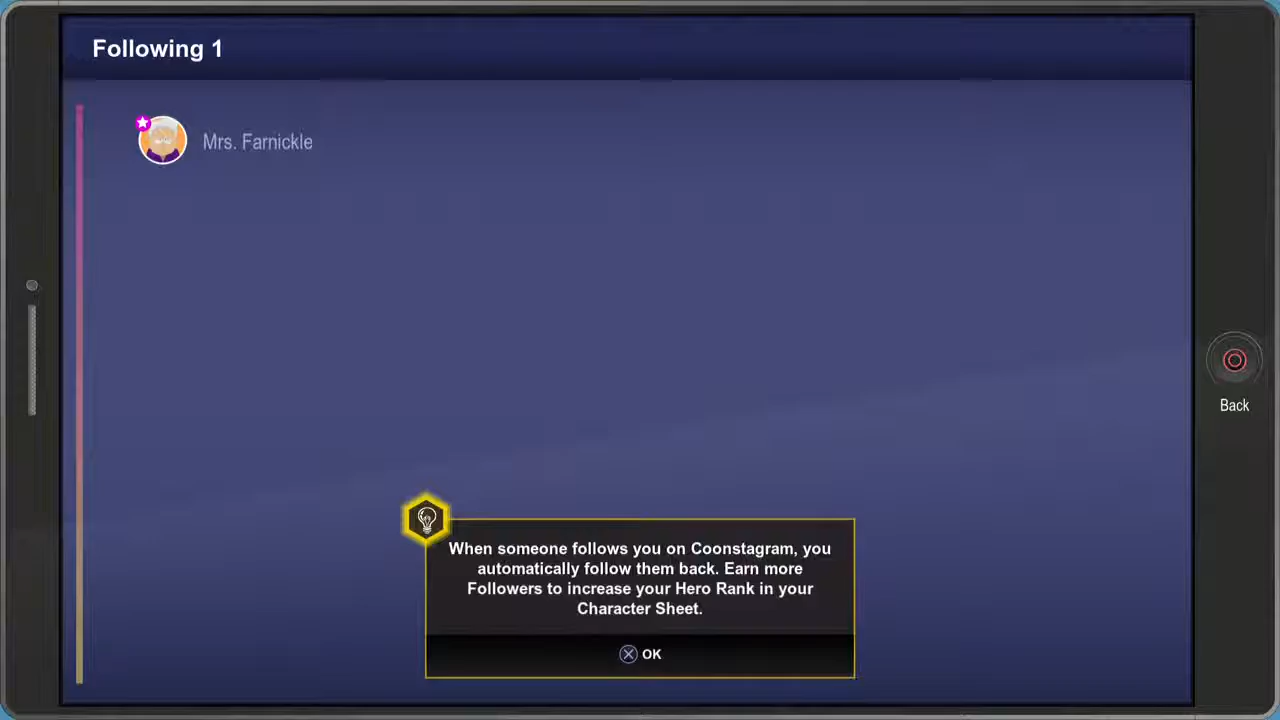 Following 1
Mrs. Farnickle
Back
When someone follows you on Coonstagram, you
automatically follow them back. Earn more
Followers to increase your Hero Rank in your
Character Sheet.
OK